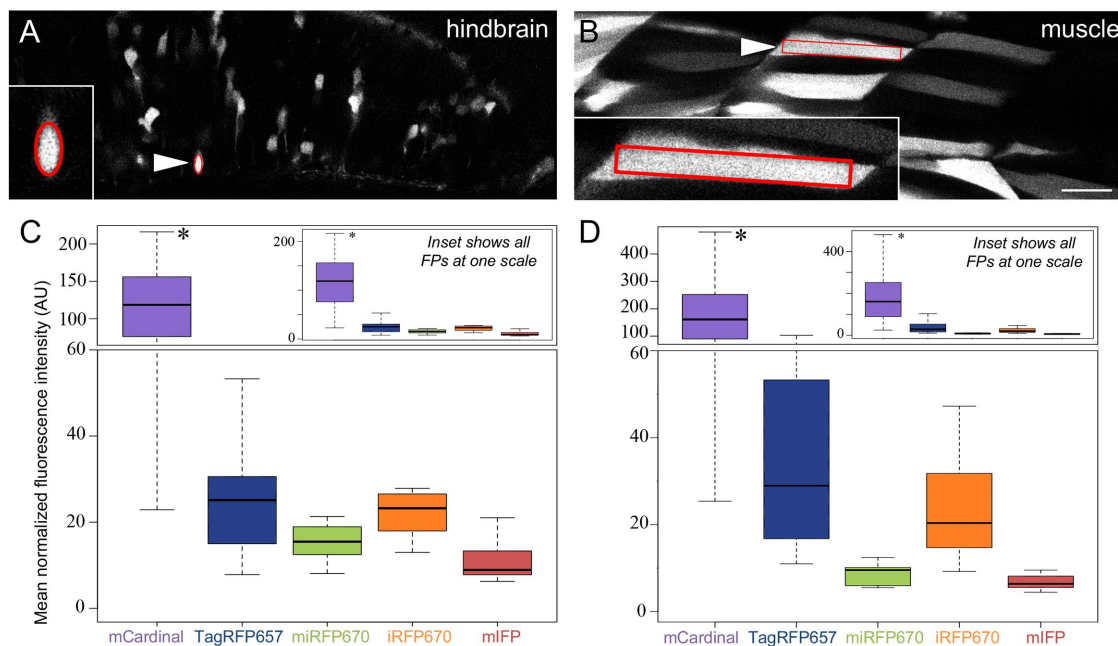 A
hindbrain
B
muscle
C
200
150
100
60
40
20
0
Mean normalized fluorescence intensity (AU)
*
200
0
*
Inset shows all
FPs at one scale
mCardinal
TagRFP657
miRFP670
iRFP670
mIFP
D
400
300
200
100
60
40
20
0
*
400
0
*
Inset shows all
FPs at one scale
mCardinal
TagRFP657
miRFP670
iRFP670
mIFP